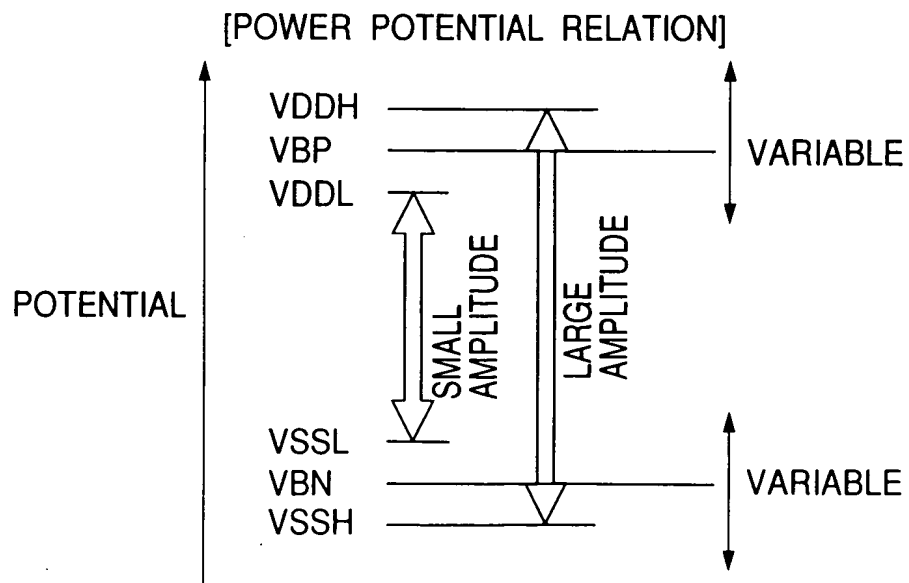 [POWER POTENTIAL RELATION]
VDDH
VBP
VARIABLE
VDDL
POTENTIAL
SMALL
AMPLITUDE
LARGE
AMPLITUDE
VSSL
VBN
VARIABLE
VSSH